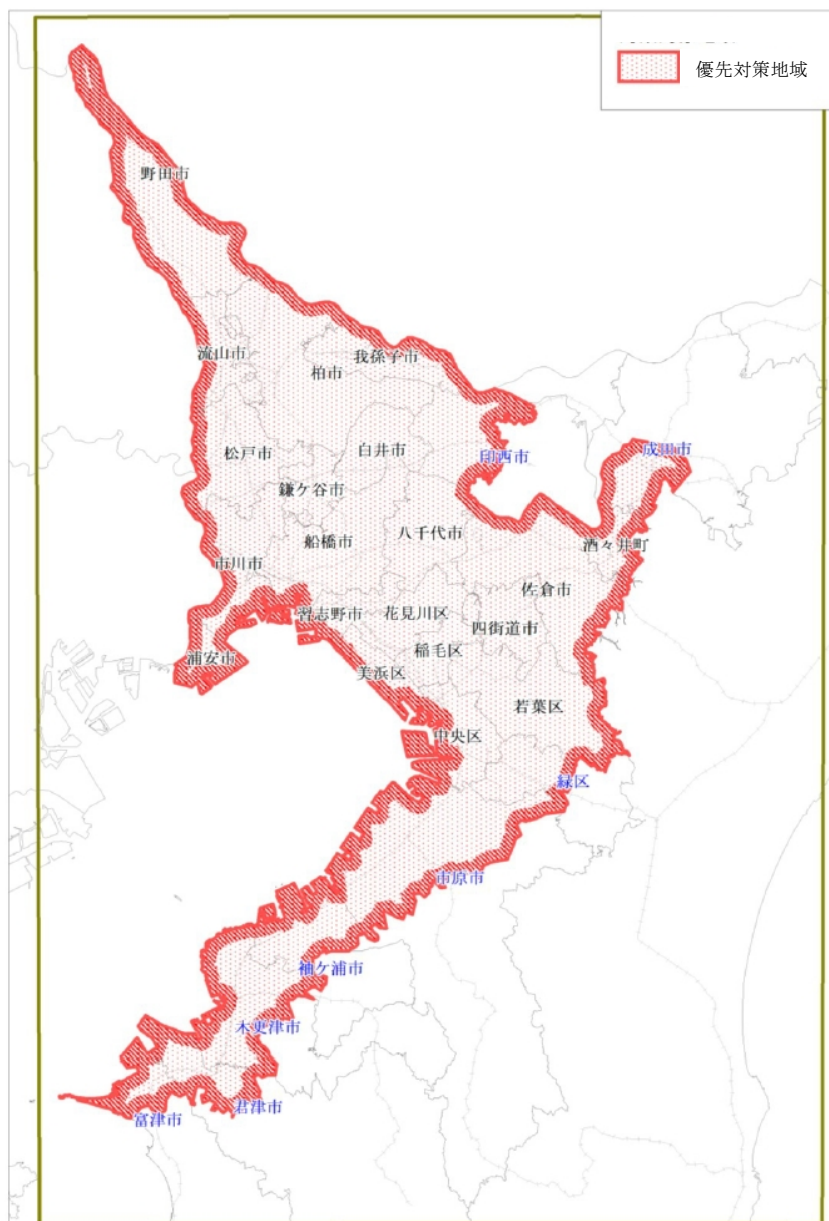 優先対策地域
野田市
流山市
我孫子市
柏市
松戸市
白井市
印西市
成田市
鎌ケ谷市
船橋市
八千代市
酒々井町
市川市
佐倉市
習志野市
花見川区
四街道市
浦安市
稲毛区
美浜区
若葉区
中央区
緑区
市原市
袖ケ浦市
木更津市
君津市
富津市